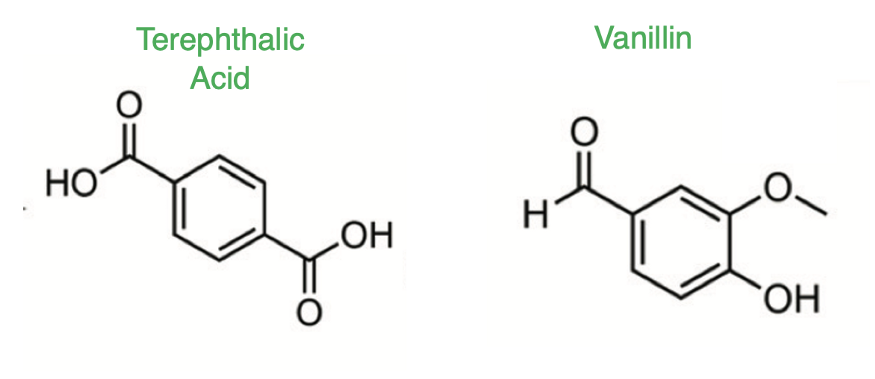 Terephthalic
Acid
Vanillin
O
HO
OH
O
O
H
O
OH